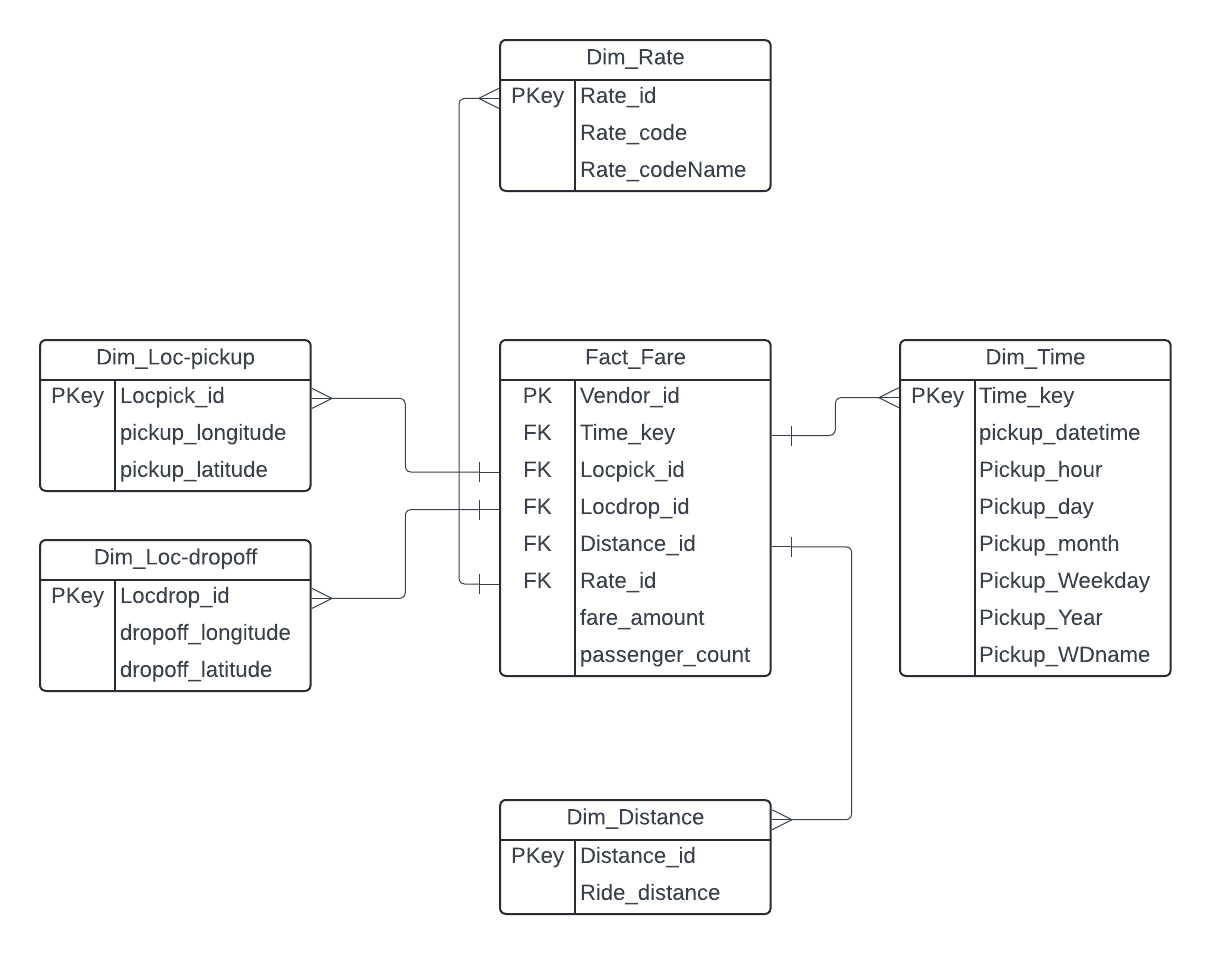 Dim_Rate
PKey Rate_id
Rate_code
Rate_codeName
Dim_Loc-pickup
PKey Locpick_id
pickup_longitude
pickup_latitude
Dim_Loc-dropoff
PKey Locdrop_id
dropoff_longitude
dropoff_latitude
Fact_Fare
PK Vendor_id
FK Time_key
FK Locpick_id
FK Locdrop_id
FK Distance_id
FK Rate_id
fare_amount
passenger_count
Dim_Time
PKey Time_key
pickup_datetime
Pickup_hour
Pickup_day
Pickup_month
Pickup_Weekday
Pickup_Year
Pickup_WDname
Dim_Distance
PKey Distance_id
Ride_distance